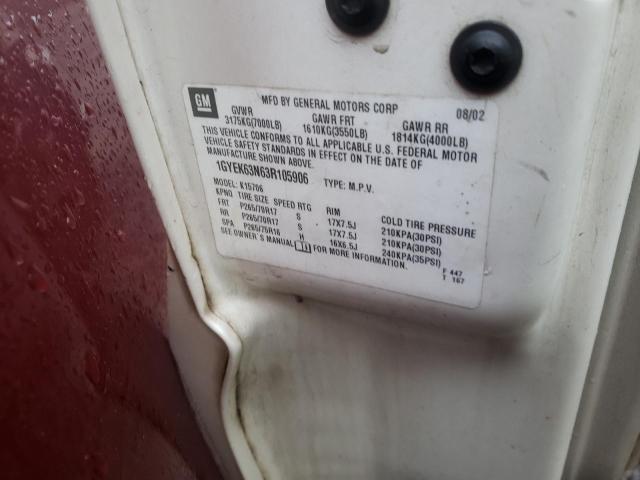 GM
MFD BY GENERAL MOTORS CORP 08/02
GVWR GAWR FRT GAWR RR
3175KG(7000LB) 1610KG(3550LB) 1814KG(4000LB)
THIS VEHICLE CONFORMS TO ALL APPLICABLE U.S. FEDERAL MOTOR
VEHICLE SAFETY STANDARDS IN EFFECT ON THE DATE OF
MANUFACTURE SHOWN ABOVE.
1GYEK63N63R105906 TYPE: M.P.V.
MODEL: K15706
KPNO TIRE SIZE SPEED RTG RIM COLD TIRE PRESSURE
FRT P265/70R17 S 17X7.5J 210KPA(30PSI)
RR P265/70R17 S 17X7.5J 210KPA(30PSI)
SPA P265/75R16 H 16X6.5J 240KPA(35PSI)
SEE OWNER'S MANUAL FOR MORE INFORMATION.
F 447
T 167